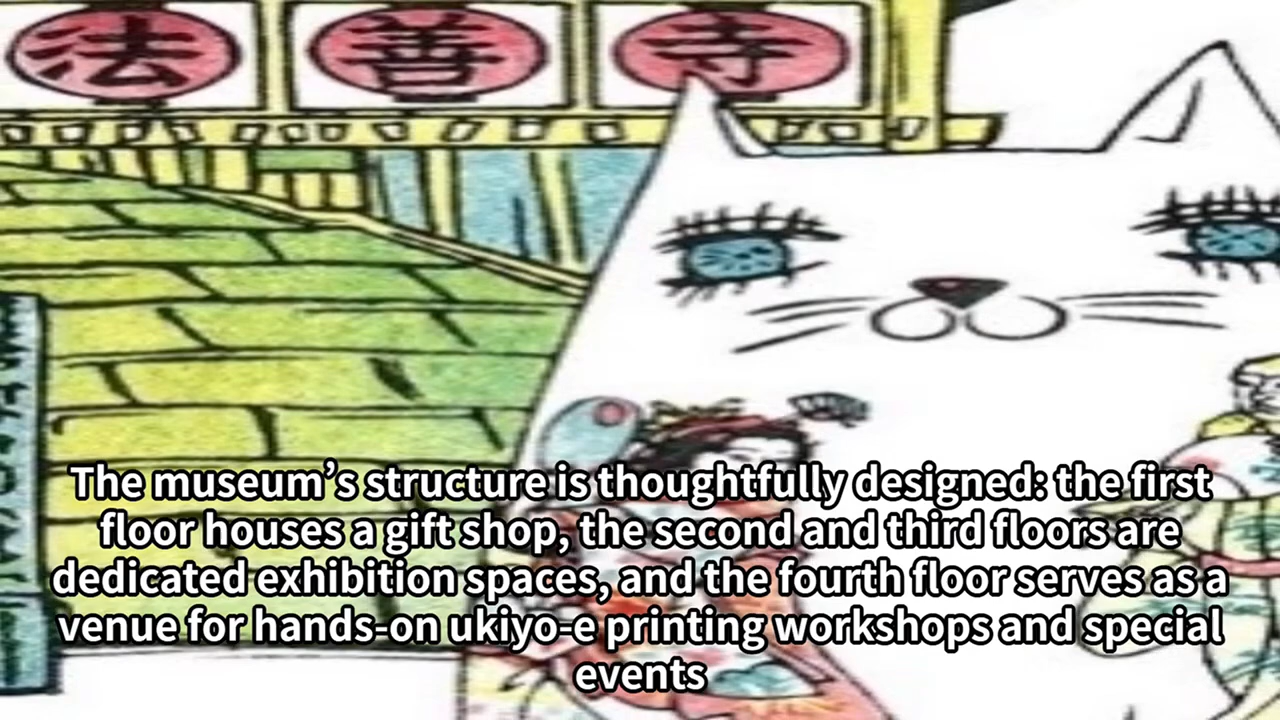 法善寺
The museum’s structure is thoughtfully designed: the first
floor houses a gift shop, the second and third floors are
dedicated exhibition spaces, and the fourth floor serves as a
venue for hands-on ukiyo-e printing workshops and special
events